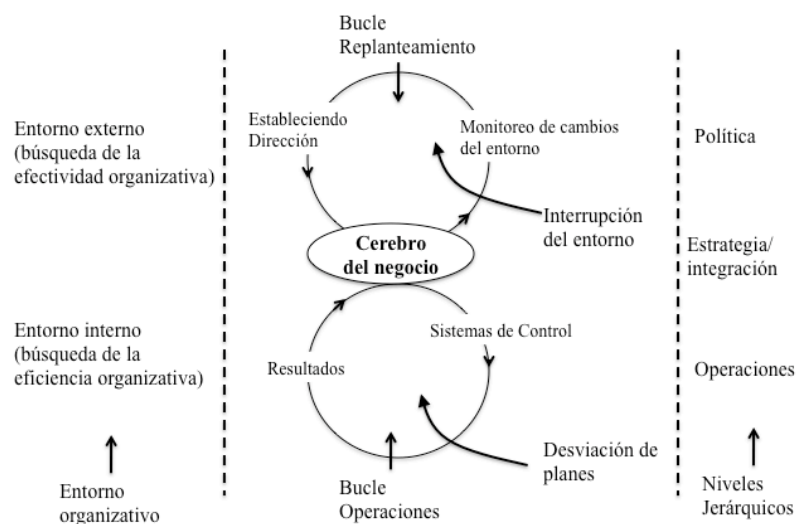 Bucle
Replanteamiento
Entorno externo
(búsqueda de la
efectividad organizativa)
Estableciendo
Dirección
Monitoreo de cambios
del entorno
Política
Interrupción
del entorno
Cerebro
del negocio
Estrategia/
integración
Entorno interno
(búsqueda de la
eficiencia organizativa)
Resultados
Sistemas de Control
Operaciones
Desviación de
planes
Entorno
organizativo
Bucle
Operaciones
Niveles
Jerárquicos